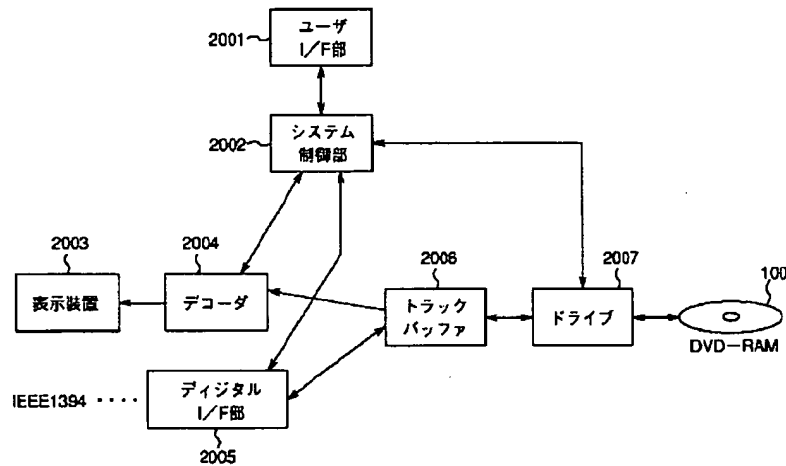 2001
ユーザ
I/F部
2002
システム
制御部
2003
2004
2006
2007
100
表示装置
デコーダ
トラック
バッファ
ドライブ
DVD-RAM
IEEE1394 ････
ディジタル
I/F部
2005